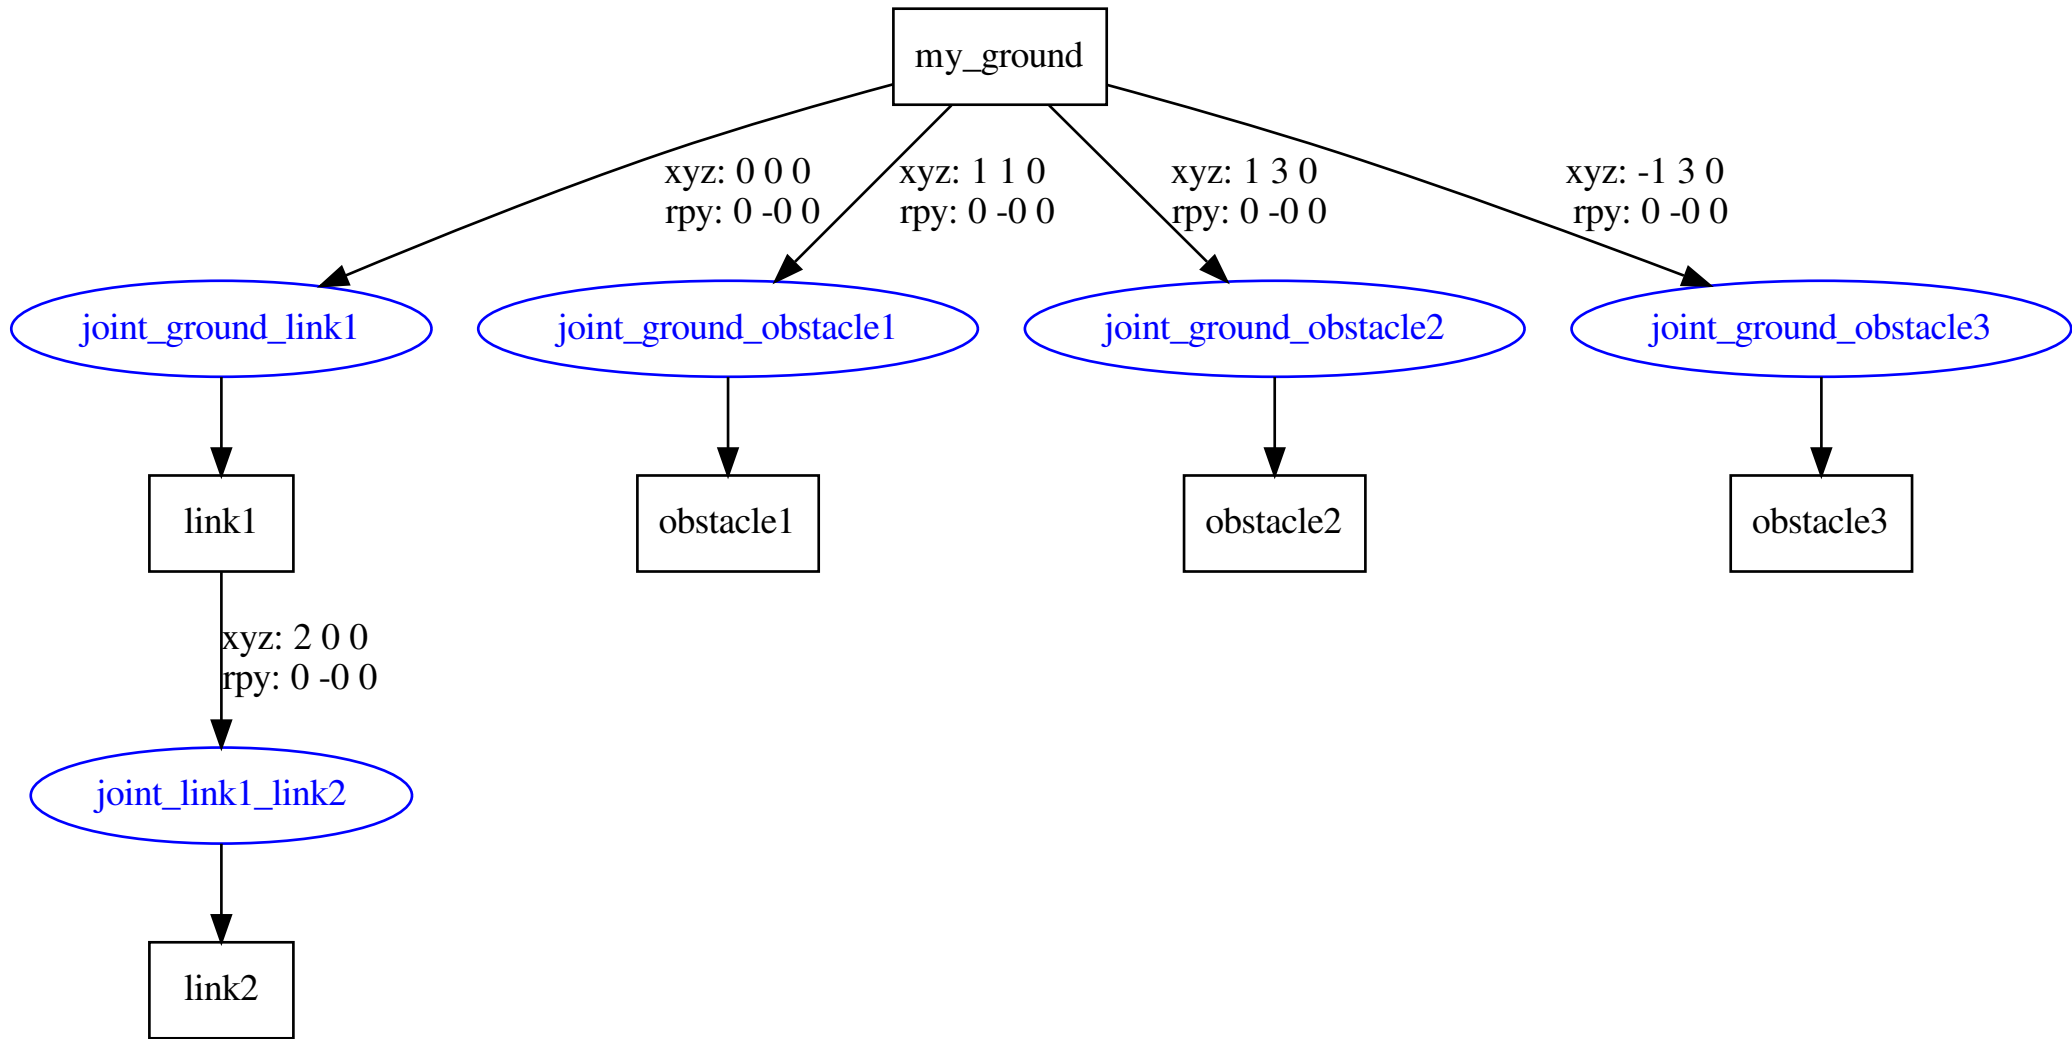 my_ground
xyz: 0 0 0
rpy: 0 -0 0
xyz: 1 1 0
rpy: 0 -0 0
xyz: 1 3 0
rpy: 0 -0 0
xyz: -1 3 0
rpy: 0 -0 0
joint_ground_link1
joint_ground_obstacle1
joint_ground_obstacle2
joint_ground_obstacle3
link1
obstacle1
obstacle2
obstacle3
xyz: 2 0 0
rpy: 0 -0 0
joint_link1_link2
link2